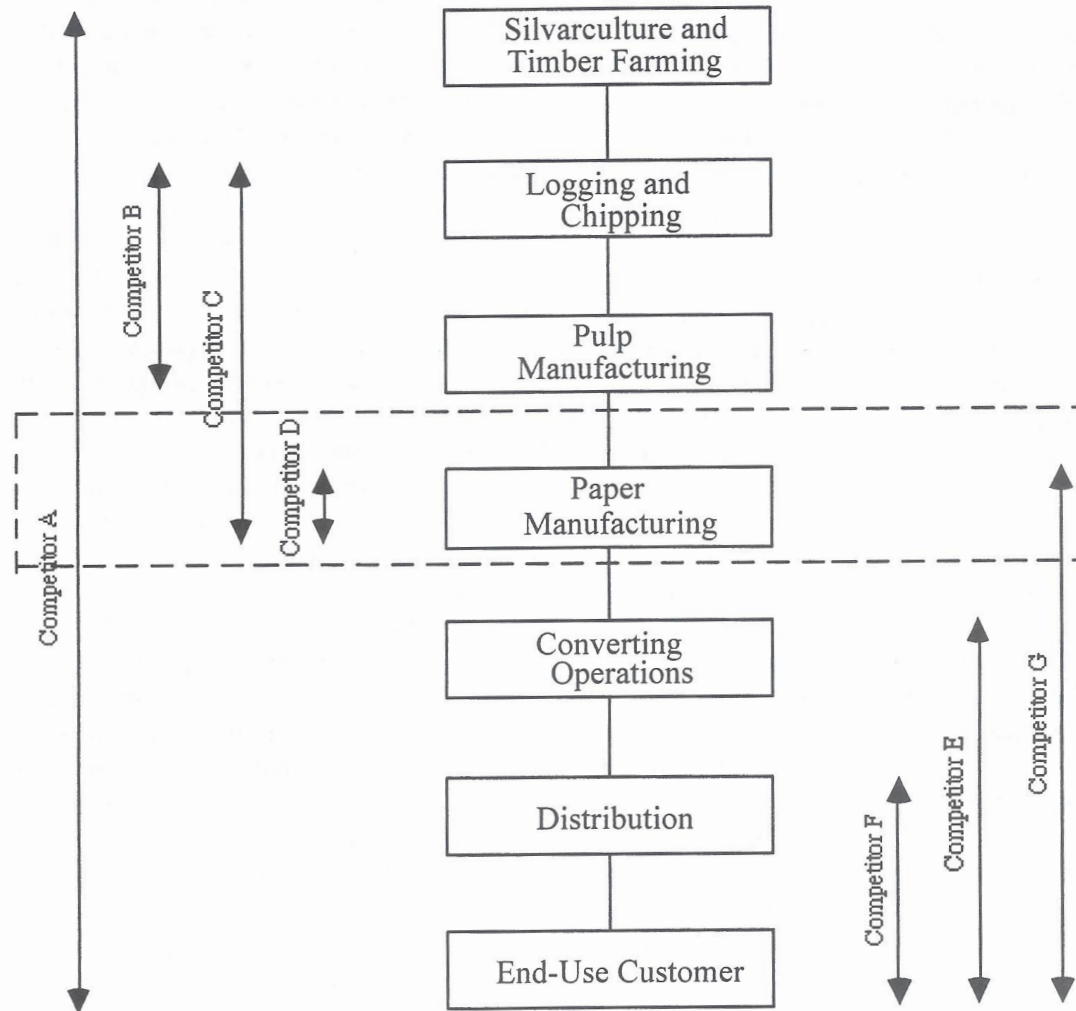 Silvarculture and
Timber Farming
Logging and
Chipping
Pulp
Manufacturing
Paper
Manufacturing
Converting
Operations
Distribution
End-Use Customer
Competitor A
Competitor B
Competitor C
Competitor D
Competitor F
Competitor E
Competitor G